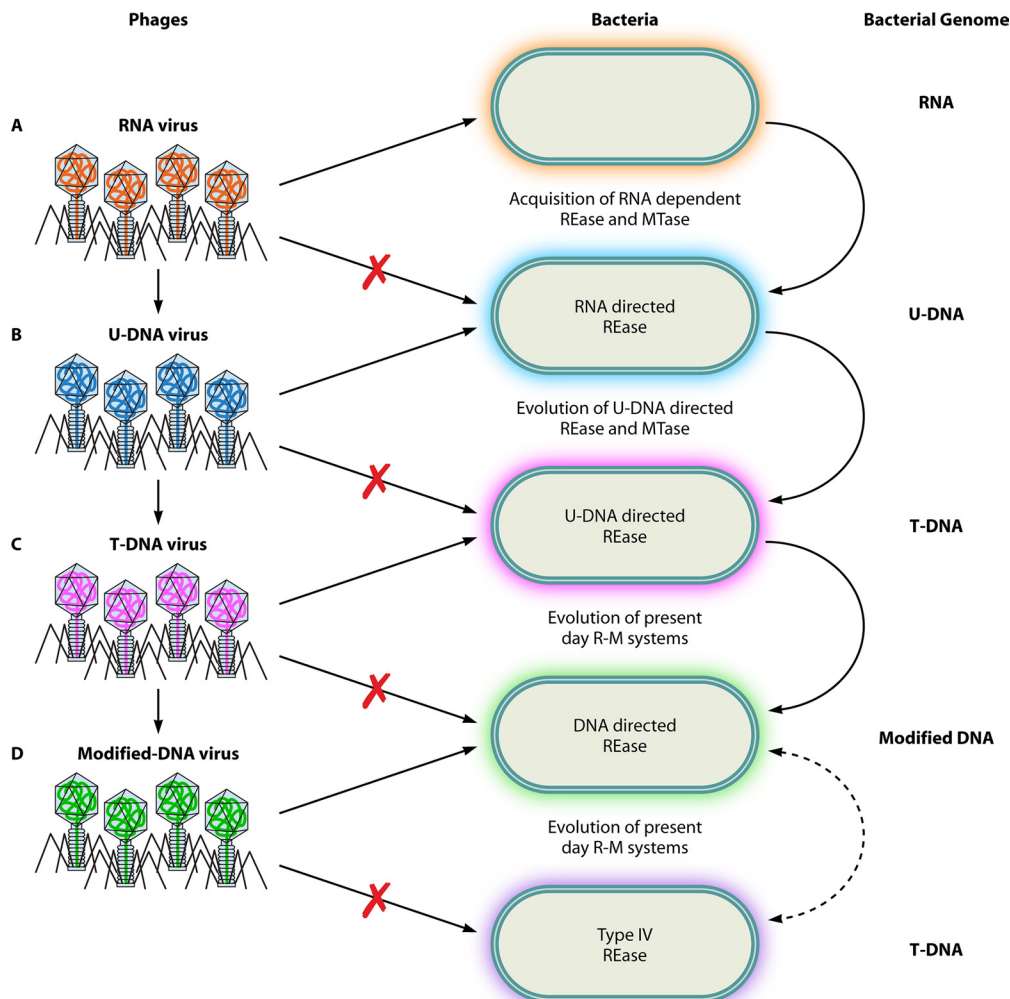 Phages
Bacteria
Bacterial Genome
RNA
A
RNA virus
Acquisition of RNA dependent
REase and MTase
RNA directed
REase
U-DNA
B
U-DNA virus
Evolution of U-DNA directed
REase and MTase
U-DNA directed
REase
T-DNA
C
T-DNA virus
Evolution of present
day R-M systems
DNA directed
REase
Modified DNA
D
Modified-DNA virus
Evolution of present
day R-M systems
Type IV
REase
T-DNA